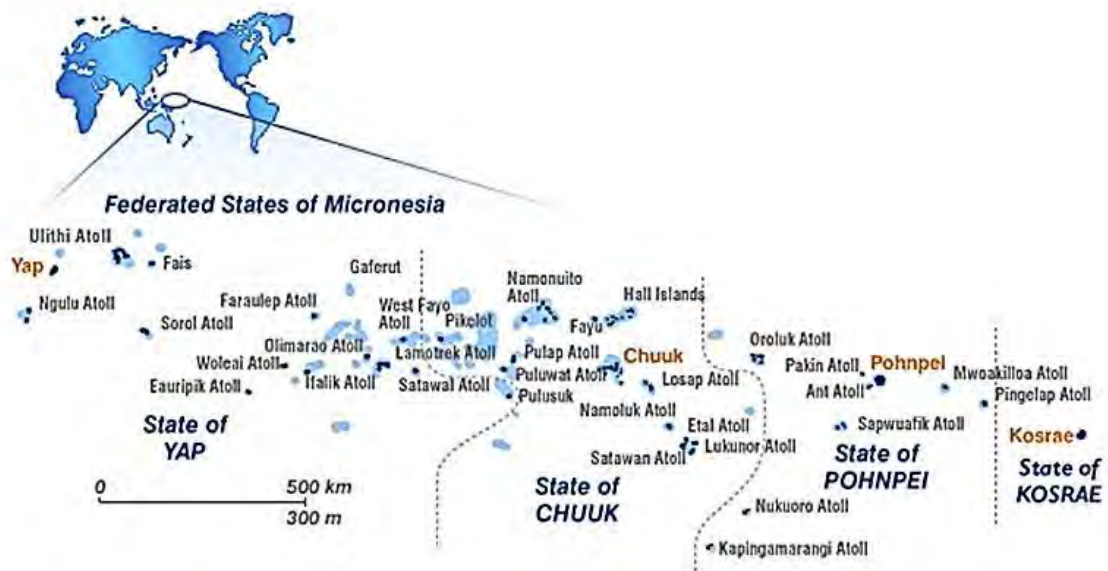 Federated States of Micronesia
Ulithi Atoll
Yap
Fais
Ngulu Atoll
Sorol Atoll
Gaferut
Faraulep Atoll
West Fayo
Atoll
Pikelot
Olimarao Atoll
Lamotrek Atoll
Woleai Atoll
Ifalik Atoll
Satawal Atoll
Eauripik Atoll
State of
YAP
0
500 km
300 m
Namonuito
Atoll
Hall Islands
Fayu
Pulap Atoll
Chuuk
Puluwat Atoll
Losap Atoll
Pulusuk
Namoluk Atoll
Etal Atoll
Lukunor Atoll
Satawan Atoll
State of
CHUUK
Oroluk Atoll
Pakin Atoll
Pohnpei
Ant Atoll
Mwoakilloa Atoll
Pingelap Atoll
Sapwuafik Atoll
State of
POHNPEI
Nukuoro Atoll
Kapingamarangi Atoll
Kosrae
State of
KOSRAE